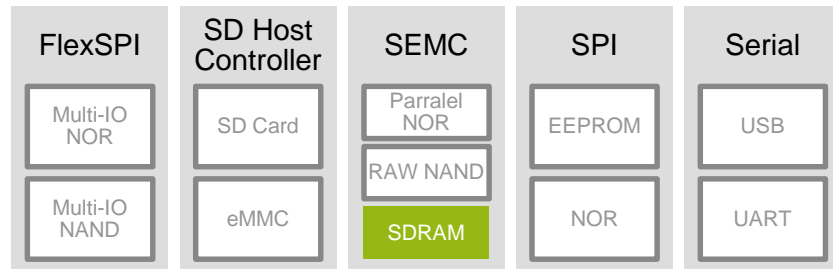 FlexSPI
Multi-IO
NOR
Multi-IO
NAND
SD Host
Controller
SD Card
eMMC
SEMC
Parralel
NOR
RAW NAND
SDRAM
SPI
EEPROM
NOR
Serial
USB
UART